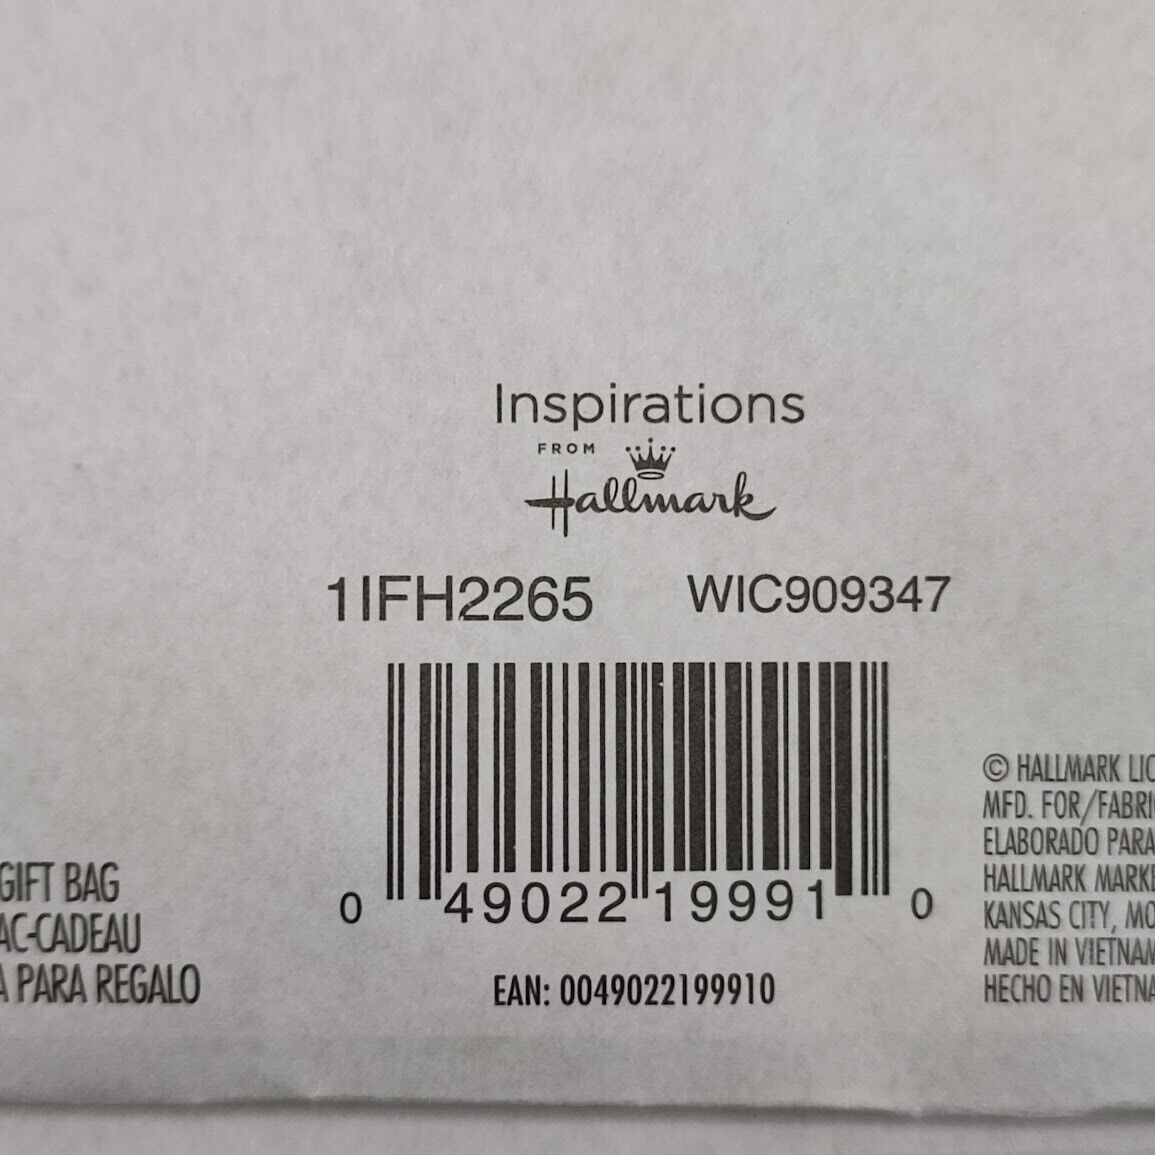 Inspirations
FROM
Hallmark
1IFH2265 WIC909347
0 49022 19991 0
EAN: 0049022199910
GIFT BAG
AC-CADEAU
A PARA REGALO
© HALLMARK LIC
MFD. FOR/FABRI
ELABORADO PARA
HALLMARK MARKE
KANSAS CITY, MO
MADE IN VIETNAM
HECHO EN VIETNA